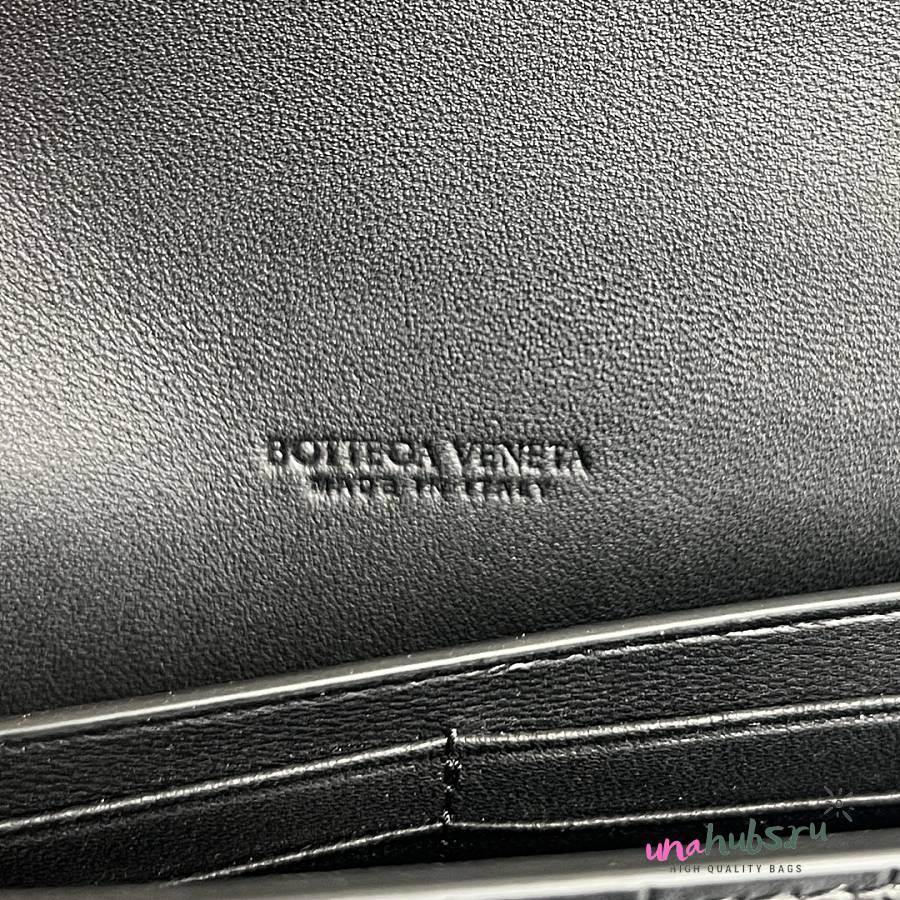 BOTTEGA VENETA
MADE IN ITALY
unahubs.ru
HIGH QUALITY BAGS